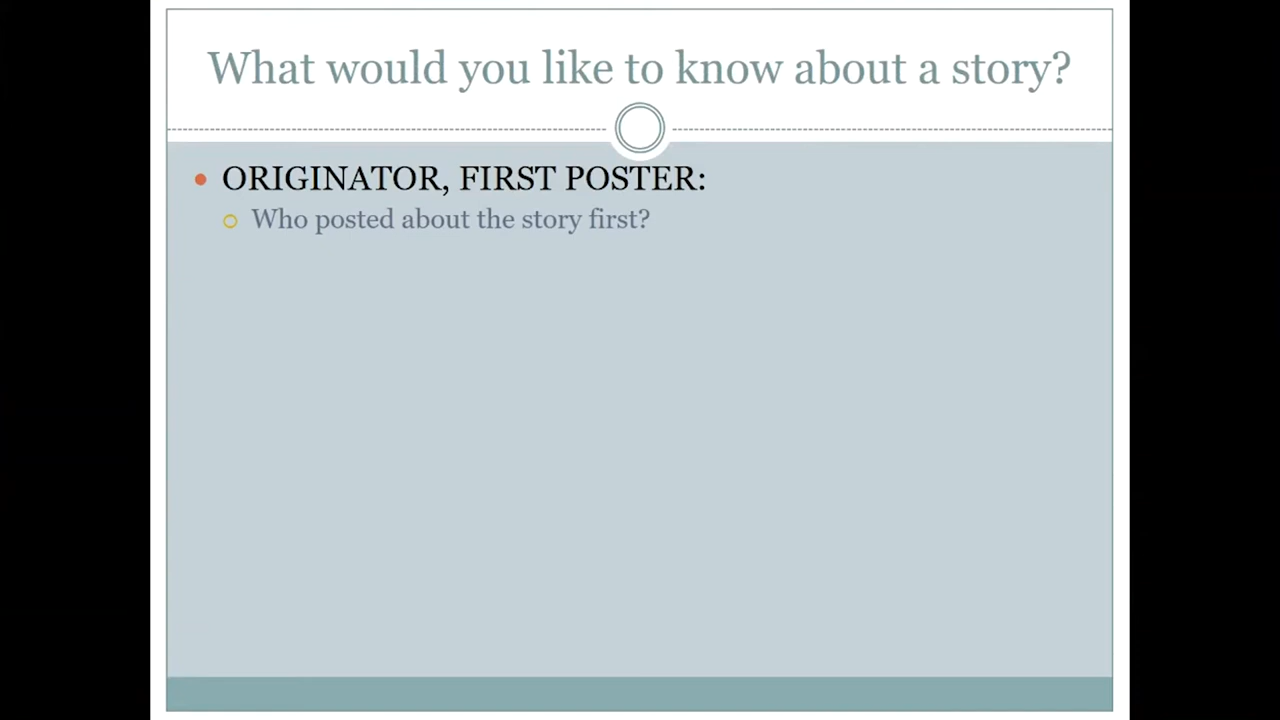 What would you like to know about a story?
ORIGINATOR, FIRST POSTER:
Who posted about the story first?